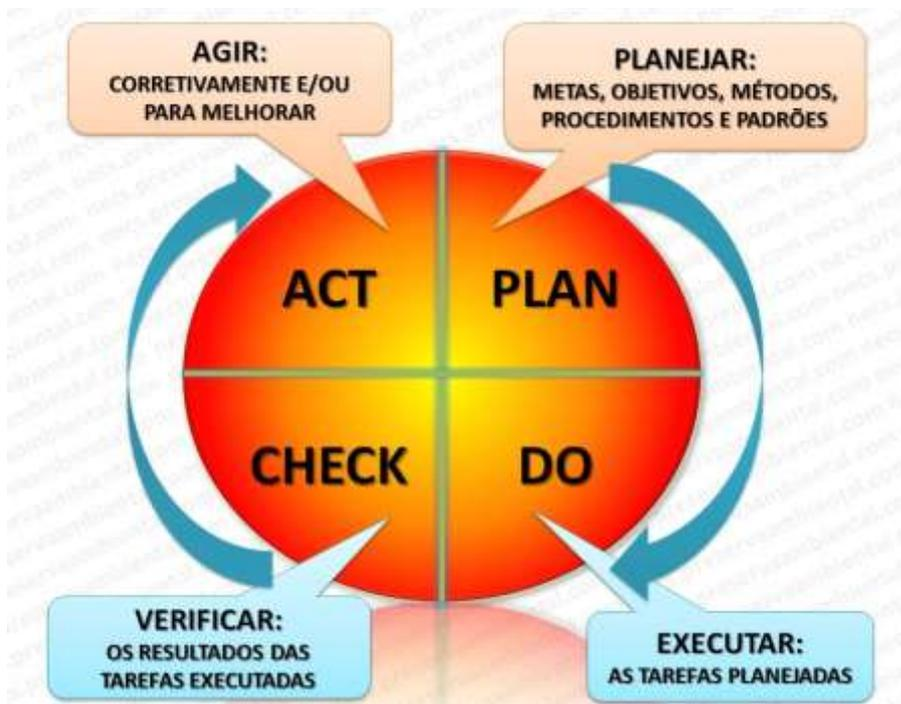 AGIR:
CORRETIVAMENTE E/OU
PARA MELHORAR
PLANEJAR:
METAS, OBJETIVOS, MÉTODOS,
PROCEDIMENTOS E PADRÕES
ACT
PLAN
CHECK
DO
VERIFICAR:
OS RESULTADOS DAS
TAREFAS EXECUTADAS
EXECUTAR:
AS TAREFAS PLANEJADAS